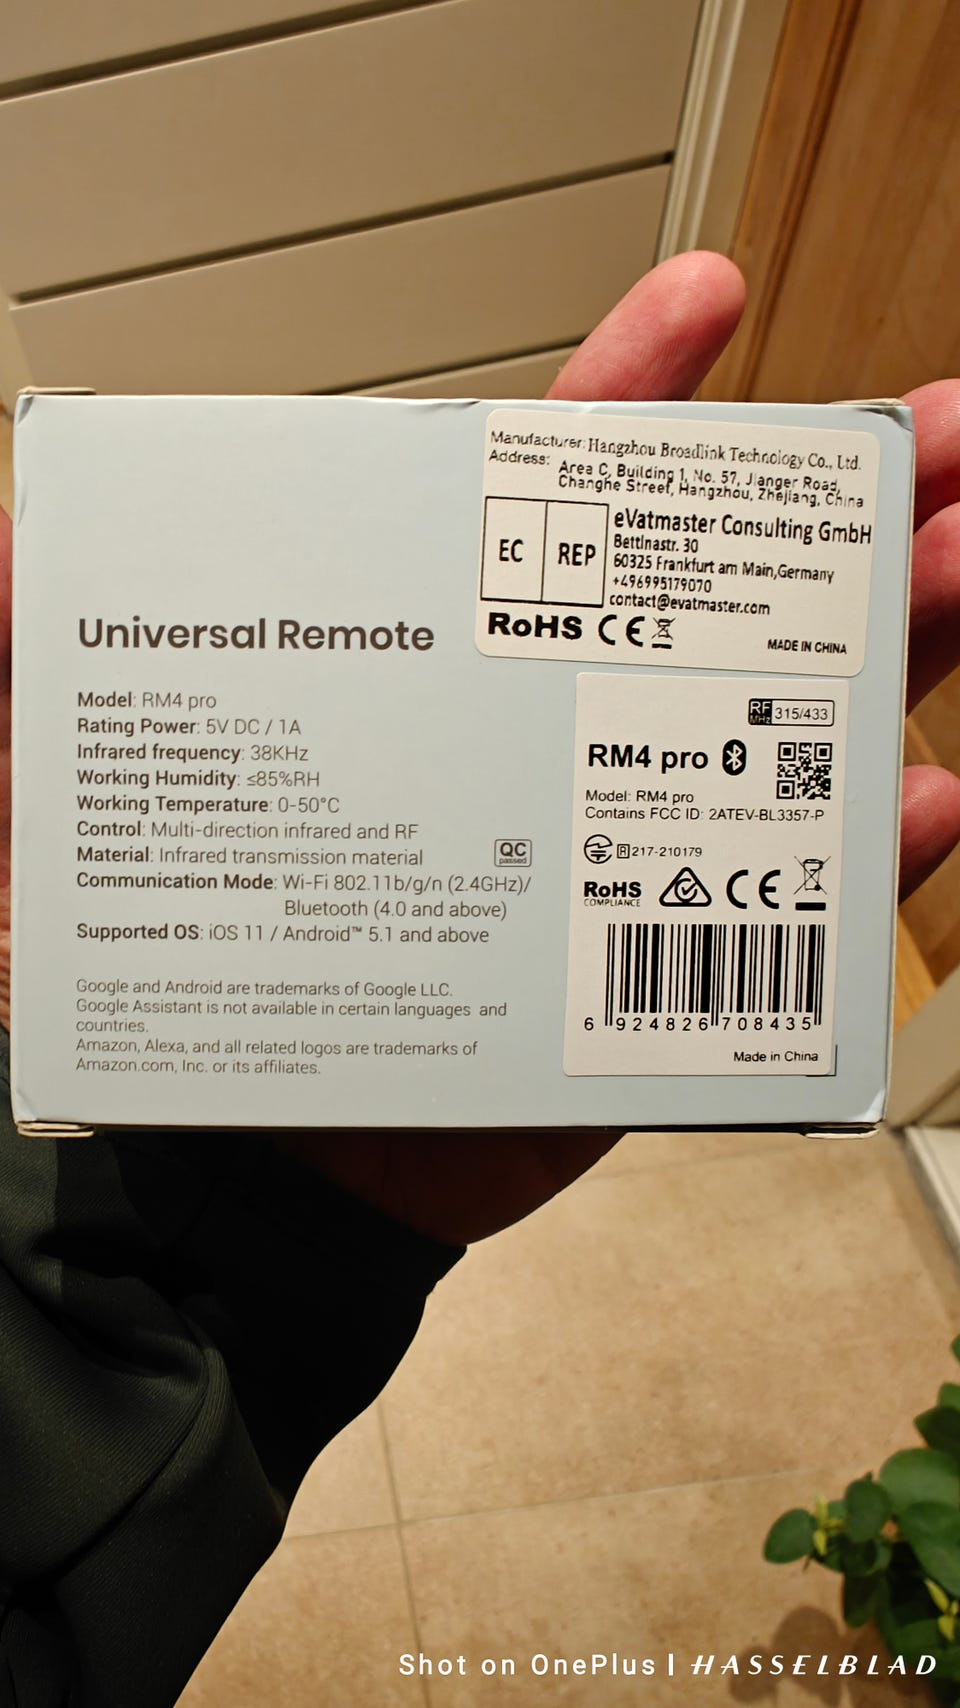 Manufacturer: Hangzhou Broadlink Technology Co., Ltd.
Address: Area C, Building 1, No. 57, Jianger Road,
Changhe Street, Hangzhou, Zhejiang, China
EC REP
eVatmaster Consulting GmbH
Bettinastr. 30
60325 Frankfurt am Main,Germany
+496995179070
contact@evatmaster.com
RoHS CE
MADE IN CHINA
Universal Remote
Model: RM4 pro
Rating Power: 5V DC / 1A
Infrared frequency: 38KHz
Working Humidity: ≤85%RH
Working Temperature: 0-50°C
Control: Multi-direction infrared and RF
Material: Infrared transmission material
QC
passed
Communication Mode: Wi-Fi 802.11b/g/n (2.4GHz)/
Bluetooth (4.0 and above)
Supported OS: iOS 11 / Android™ 5.1 and above
Google and Android are trademarks of Google LLC.
Google Assistant is not available in certain languages and
countries.
Amazon, Alexa, and all related logos are trademarks of
Amazon.com, Inc. or its affiliates.
RF MHz 315/433
RM4 pro
Model: RM4 pro
Contains FCC ID: 2ATEV-BL3357-P
R 217-210179
RoHS
COMPLIANCE
CE
6 924826 708435
Made in China
Shot on OnePlus | HASSELBLAD